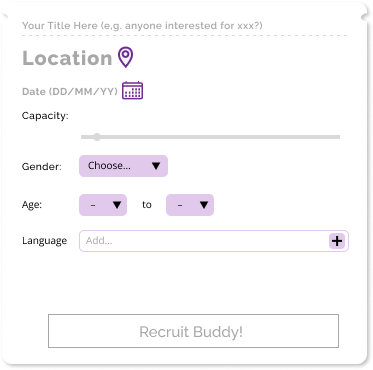 Your Title Here (e,g. anyone interested for xxx?)
Location
Date (DD/MM/YY)
Capacity:
Gender: Choose...
Age: - to -
Language Add...
Recruit Buddy!